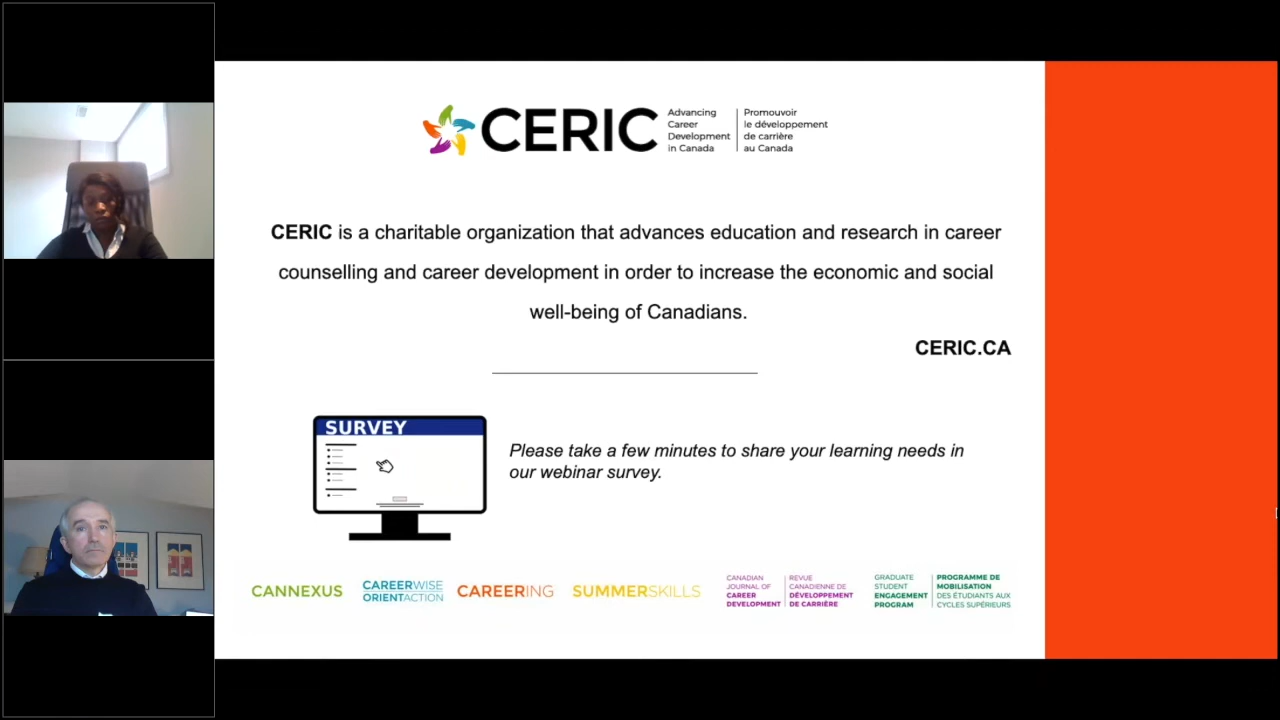 CERIC
Advancing
Career
Development
in Canada
Promouvoir
le développement
de carrière
au Canada
CERIC is a charitable organization that advances education and research in career
counselling and career development in order to increase the economic and social
well-being of Canadians.
CERIC.CA
SURVEY
Please take a few minutes to share your learning needs in
our webinar survey.
CANNEXUS
CAREERWISE
ORIENTACTION
CAREERING
SUMMERSKILLS
CANADIAN
JOURNAL OF
CAREER
DEVELOPMENT
REVUE
CANADIENNE DE
DÉVELOPPEMENT
DE CARRIÈRE
GRADUATE
STUDENT
ENGAGEMENT
PROGRAM
PROGRAMME DE
MOBILISATION
DES ÉTUDIANTS AUX
CYCLES SUPÉRIEURS